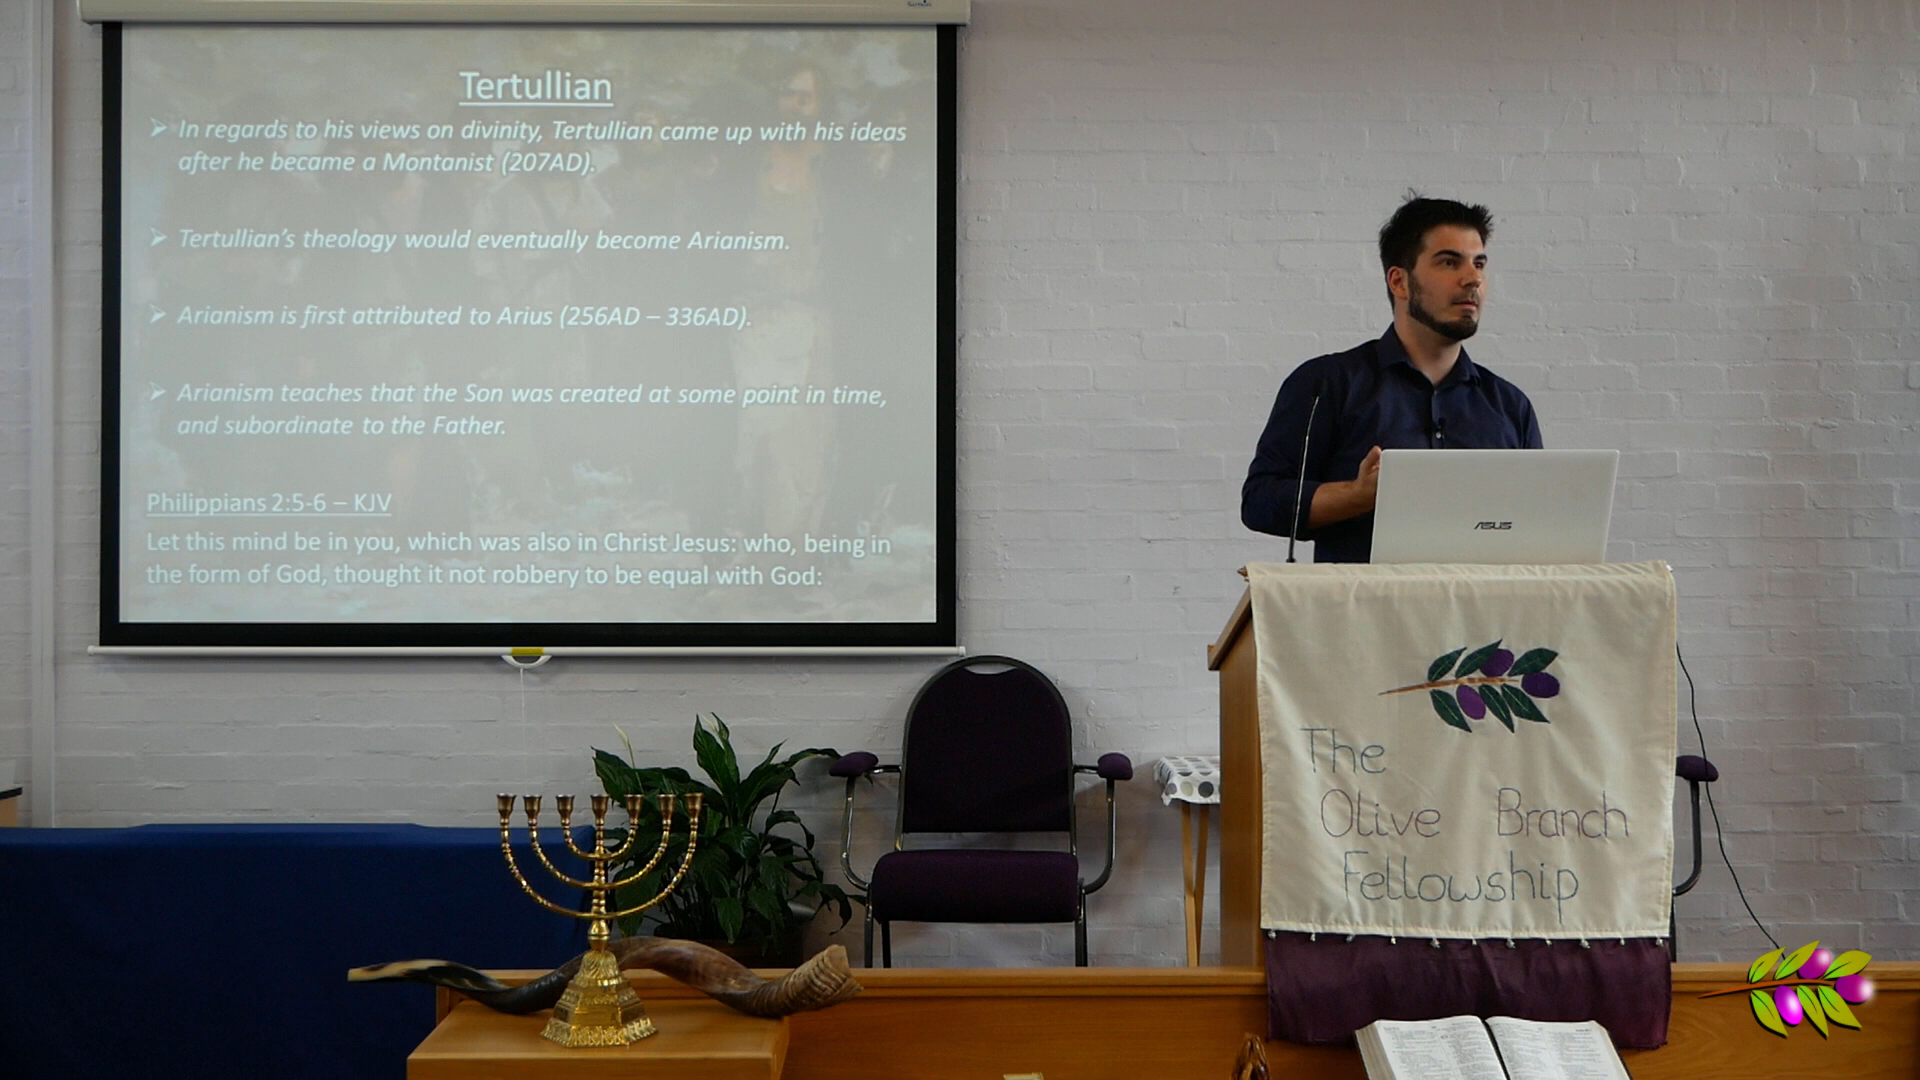 Tertullian
In regards to his views on divinity, Tertullian came up with his ideas
after he became a Montanist (207AD).
Tertullian's theology would eventually become Arianism.
Arianism is first attributed to Arius (256AD – 336AD).
Arianism teaches that the Son was created at some point in time,
and subordinate to the Father.
Philippians 2:5-6 – KJV
Let this mind be in you, which was also in Christ Jesus: who, being in
the form of God, thought it not robbery to be equal with God:
ASUS
The
Olive Branch
Fellowship